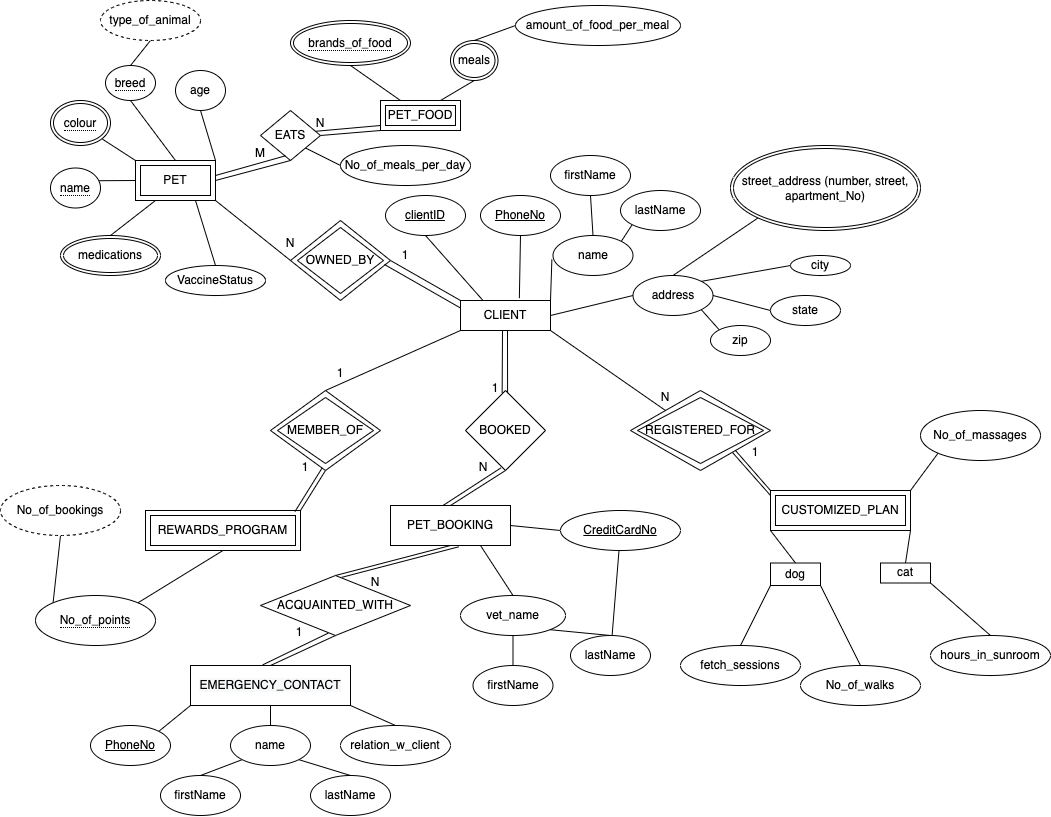 type_of_animal
brands_of_food
amount_of_food_per_meal
meals
breed
age
colour
PET_FOOD
N
EATS
M
No_of_meals_per_day
PET
name
firstName
street_address (number, street,
apartment_No)
lastName
clientID
PhoneNo
medications
VaccineStatus
N
OWNED_BY
1
name
city
address
state
CLIENT
zip
1
1
N
MEMBER_OF
BOOKED
REGISTERED_FOR
No_of_massages
1
N
1
No_of_bookings
REWARDS_PROGRAM
PET_BOOKING
CreditCardNo
CUSTOMIZED_PLAN
dog
cat
N
ACQUAINTED_WITH
No_of_points
1
vet_name
lastName
hours_in_sunroom
fetch_sessions
EMERGENCY_CONTACT
firstName
No_of_walks
PhoneNo
name
relation_w_client
firstName
lastName